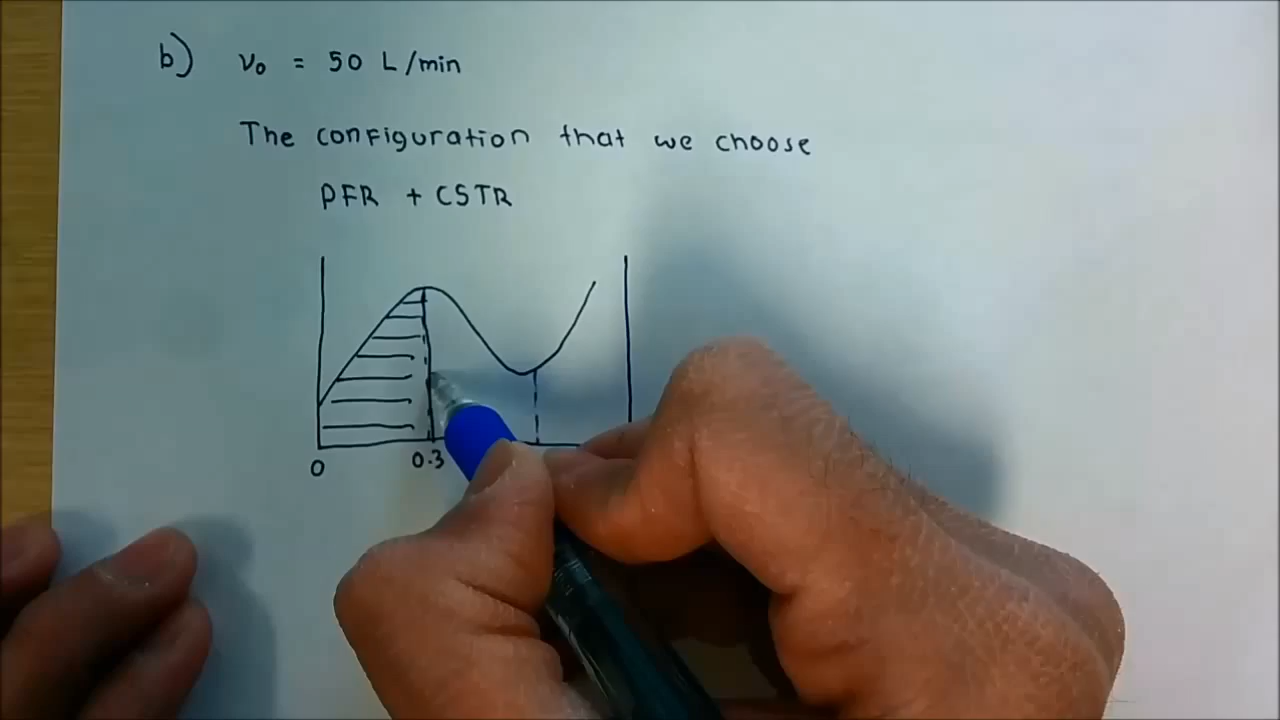 b) v₀ = 50 L/min
The configuration that we choose
PFR + CSTR
0 0.3